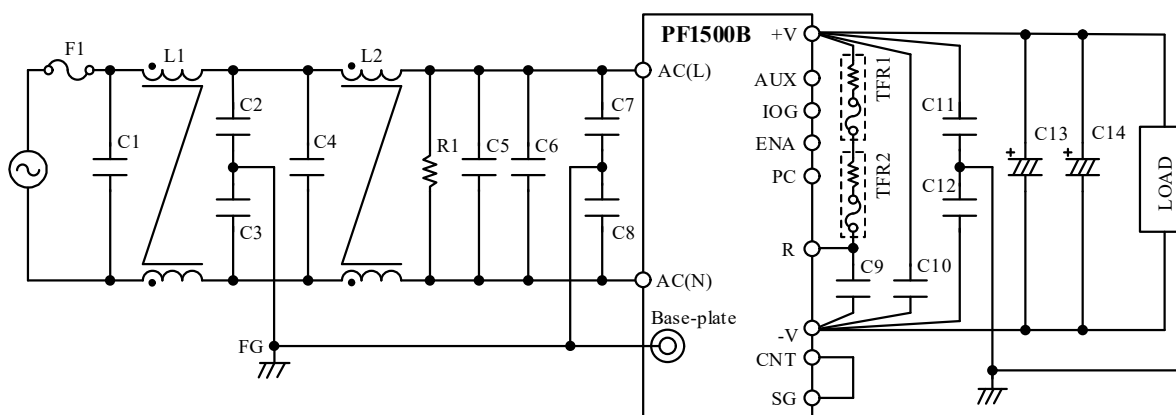 PF1500B
F1
L1
L2
C1
C2
C3
C4
R1
C5
C6
C7
C8
AC(L)
AC(N)
Base-plate
FG
+V
AUX
IOG
ENA
PC
R
-V
CNT
SG
TFR1
TFR2
C9
C10
C11
C12
+
C13
+
C14
LOAD